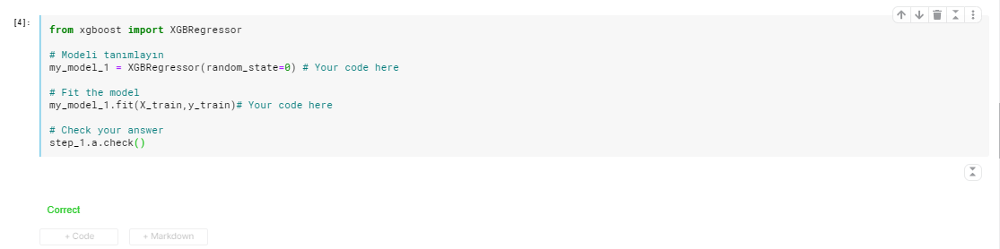 [4]:
from xgboost import XGBRegressor
# Modeli tanımlayın
my_model_1 = XGBRegressor(random_state=0) # Your code here
# Fit the model
my_model_1.fit(X_train,y_train)# Your code here
# Check your answer
step_1.a.check()
Correct
+ Code
+ Markdown